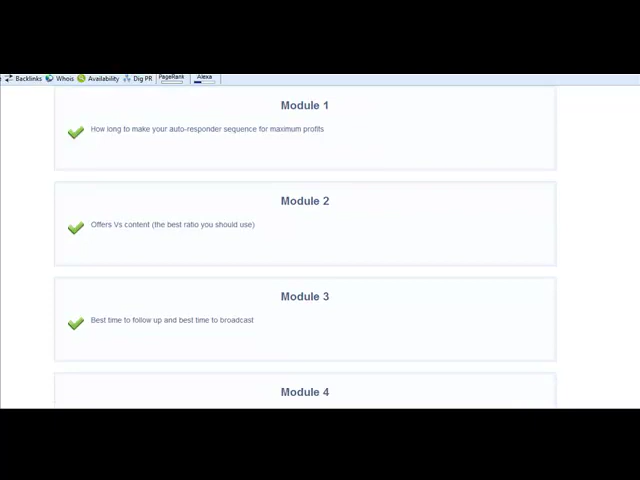 Backlinks Whois Availability Dig PR PageRank Alexa
Module 1
How long to make your auto-responder sequence for maximum profits
Module 2
Offers Vs content (the best ratio you should use)
Module 3
Best time to follow up and best time to broadcast
Module 4